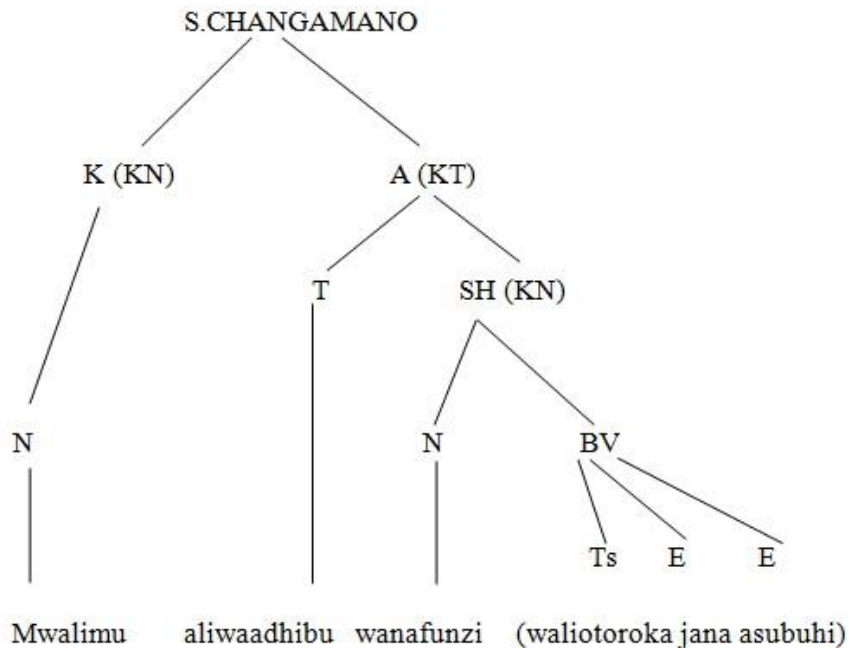 S.CHANGAMANO
K (KN) A (KT)
T SH (KN)
N N BV
Ts E E
Mwalimu aliwaadhibu wanafunzi (waliotoroka jana asubuhi)